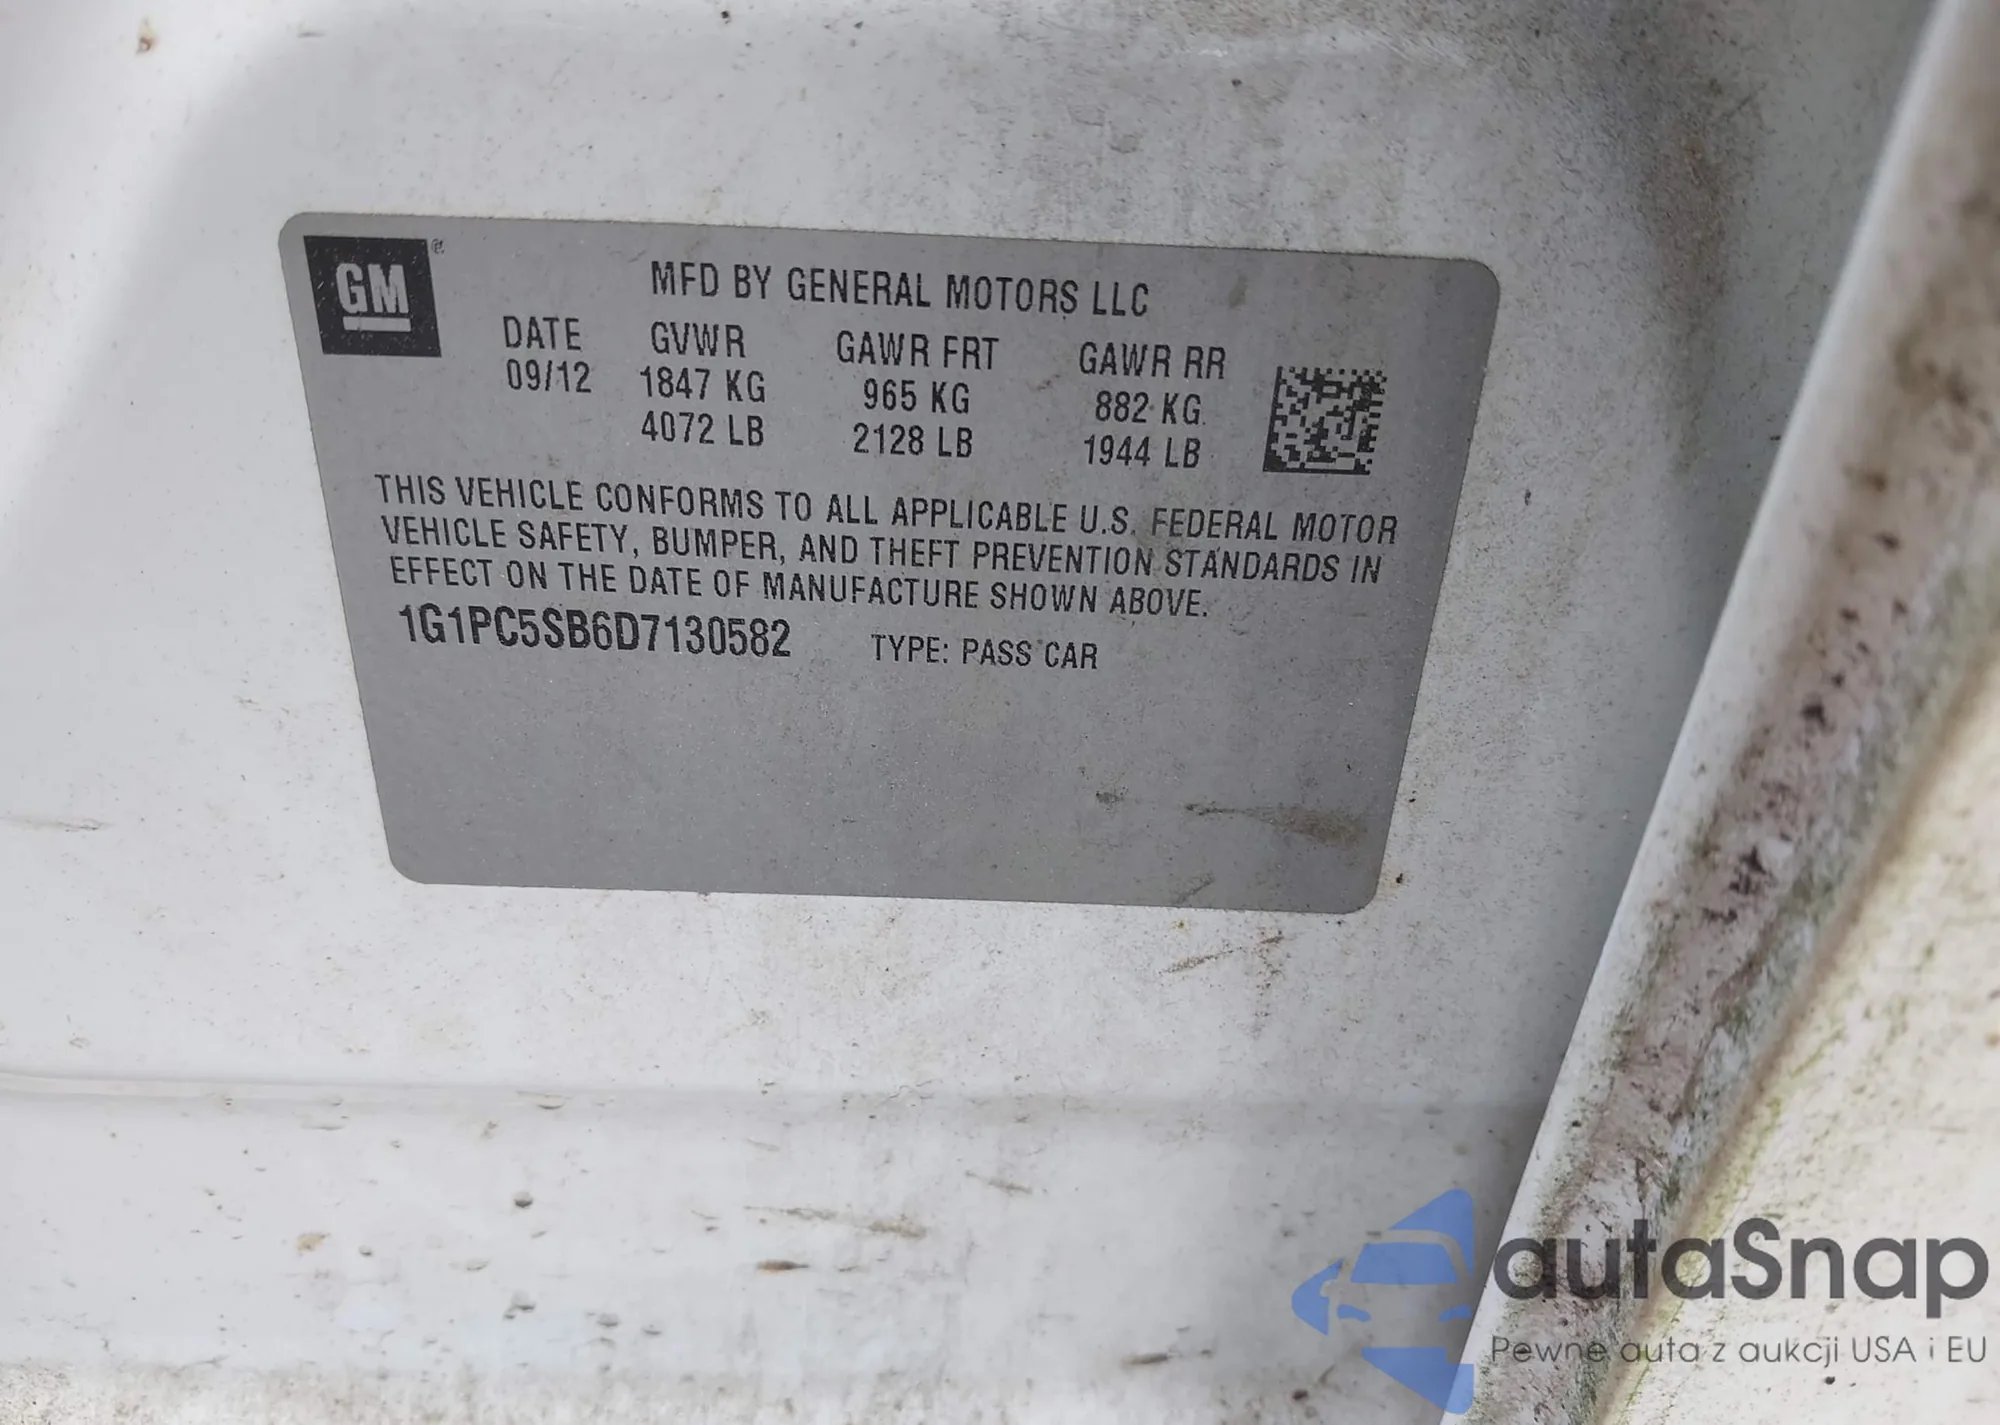 GM ®
MFD BY GENERAL MOTORS LLC
DATE GVWR GAWR FRT GAWR RR
09/12 1847 KG 965 KG 882 KG
4072 LB 2128 LB 1944 LB
THIS VEHICLE CONFORMS TO ALL APPLICABLE U.S. FEDERAL MOTOR
VEHICLE SAFETY, BUMPER, AND THEFT PREVENTION STANDARDS IN
EFFECT ON THE DATE OF MANUFACTURE SHOWN ABOVE.
1G1PC5SB6D7130582 TYPE: PASS CAR
autaSnap
Pewne auta z aukcji USA i EU